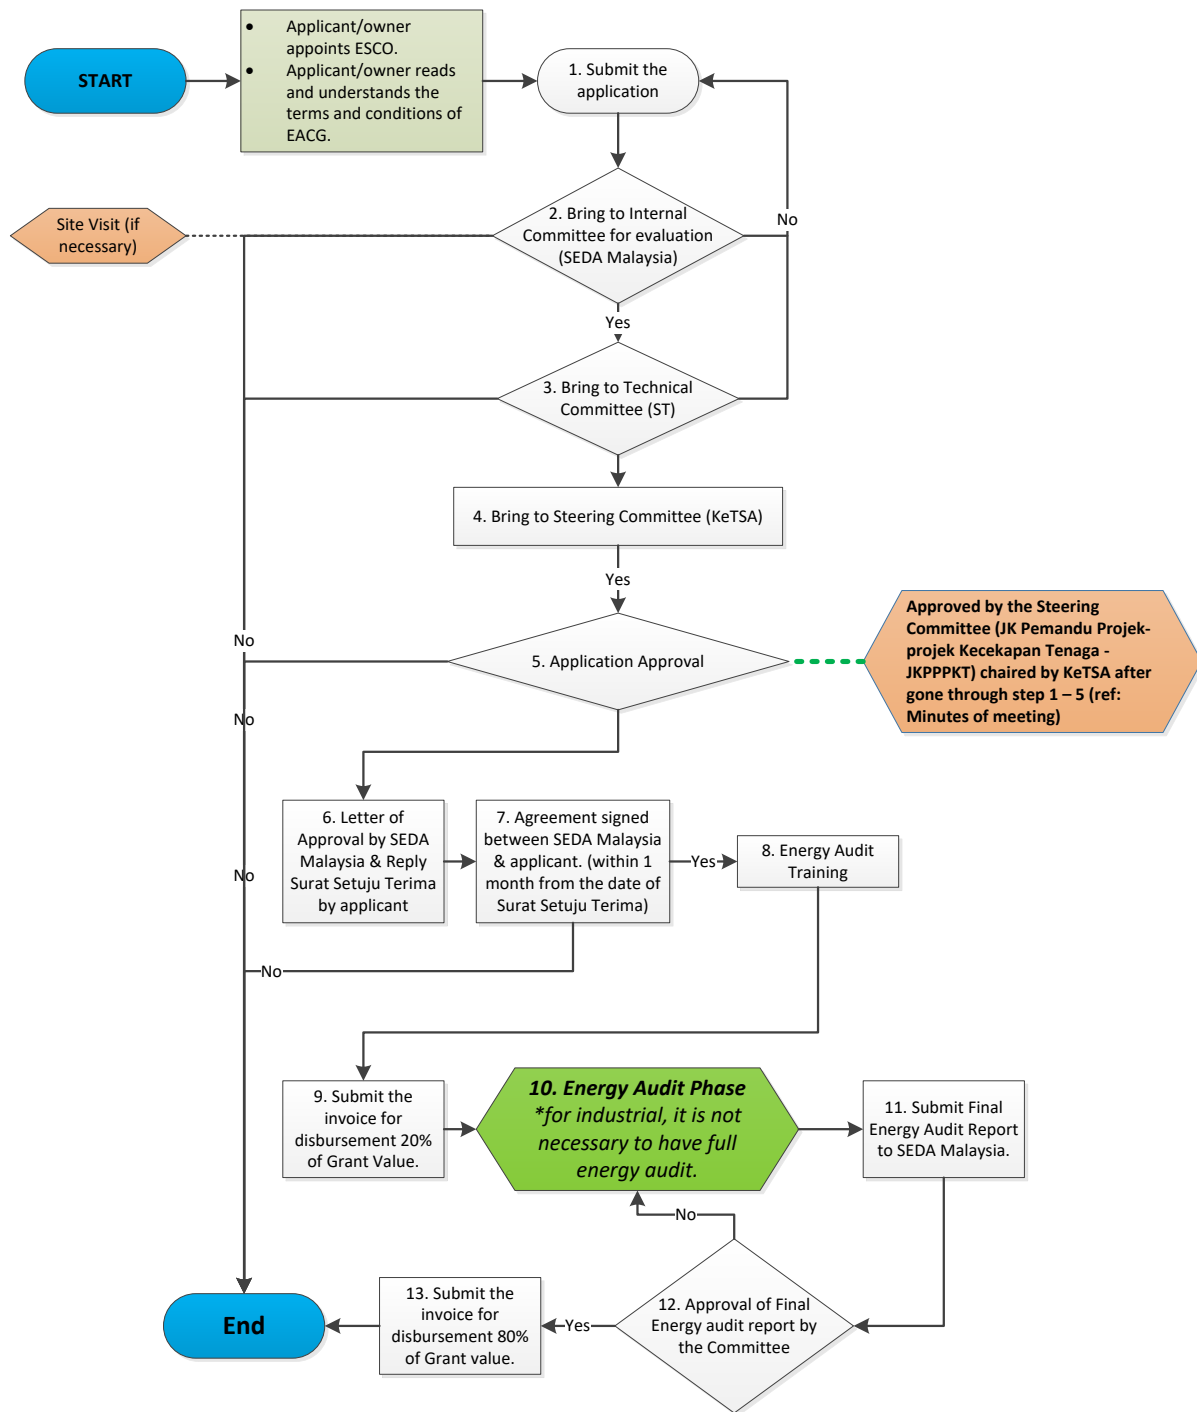 START
• Applicant/owner
appoints ESCO.
• Applicant/owner reads
and understands the
terms and conditions of
EACG.
1. Submit the
application
Site Visit (if
necessary)
2. Bring to Internal
Committee for evaluation
(SEDA Malaysia)
No
Yes
3. Bring to Technical
Committee (ST)
4. Bring to Steering Committee (KeTSA)
Yes
No
5. Application Approval
Approved by the Steering
Committee (JK Pemandu Projek-
projek Kecekapan Tenaga -
JKPPPKT) chaired by KeTSA after
gone through step 1 – 5 (ref:
Minutes of meeting)
No
6. Letter of
Approval by SEDA
Malaysia & Reply
Surat Setuju Terima
by applicant
7. Agreement signed
between SEDA Malaysia
& applicant. (within 1
month from the date of
Surat Setuju Terima)
Yes
8. Energy Audit
Training
No
No
9. Submit the
invoice for
disbursement 20%
of Grant Value.
10. Energy Audit Phase
*for industrial, it is not
necessary to have full
energy audit.
11. Submit Final
Energy Audit Report
to SEDA Malaysia.
No
End
13. Submit the
invoice for
disbursement 80%
of Grant value.
Yes
12. Approval of Final
Energy audit report by
the Committee